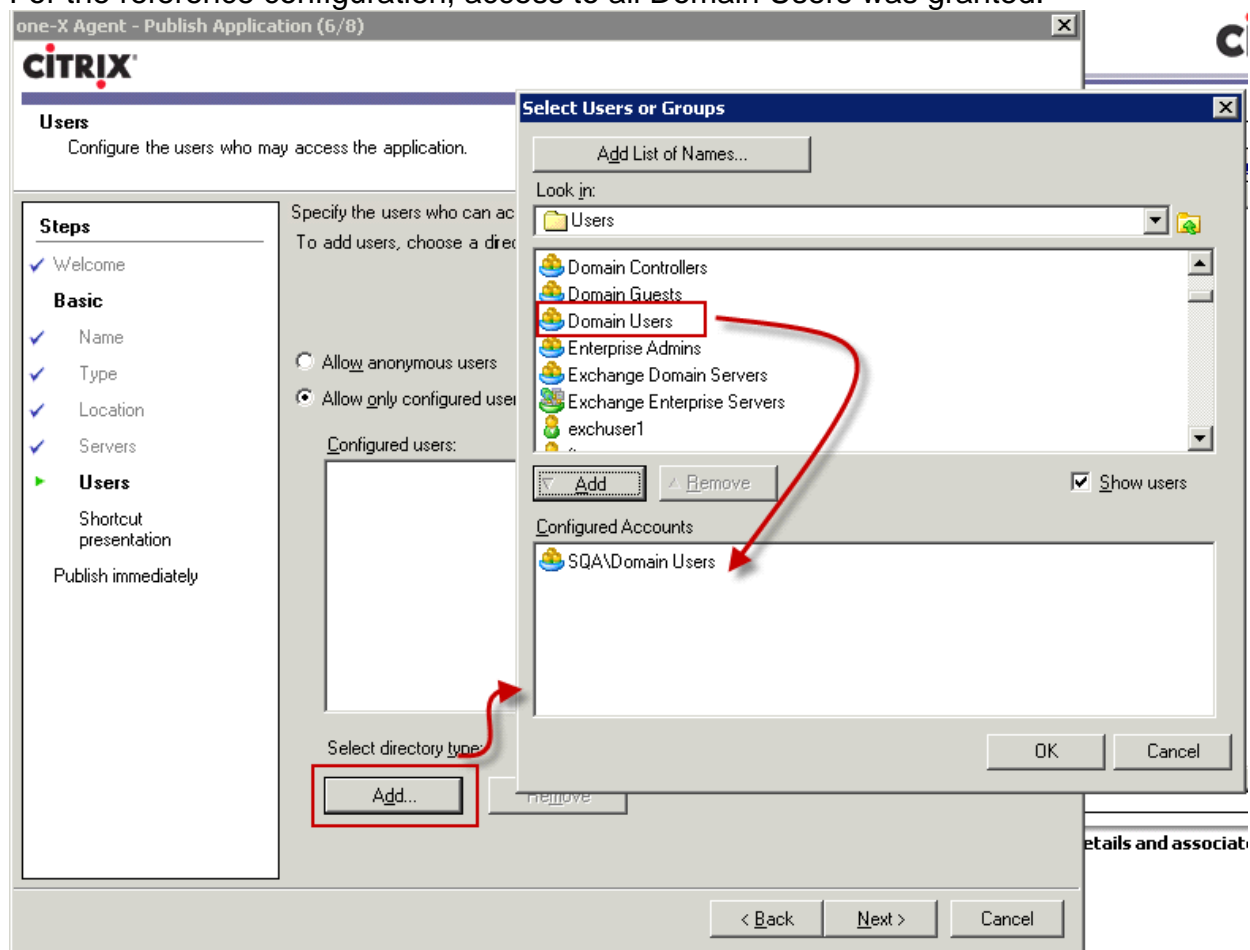 For the reference configuration, access to all Domain Users was granted.
one-X Agent - Publish Application (6/8)
CITRIX
Users
Configure the users who may access the application.
Steps
Welcome
Basic
Name
Type
Location
Servers
Users
Shortcut
presentation
Publish immediately
Specify the users who can ac
To add users, choose a direc
Allow anonymous users
Allow only configured user
Configured users:
Select directory type:
Add...
Remove
< Back
Next >
Cancel
Select Users or Groups
Add List of Names...
Look in:
Users
Domain Controllers
Domain Guests
Domain Users
Enterprise Admins
Exchange Domain Servers
Exchange Enterprise Servers
exchuser1
Add
Remove
Show users
Configured Accounts
SQA\Domain Users
OK
Cancel
Ci
etails and associat